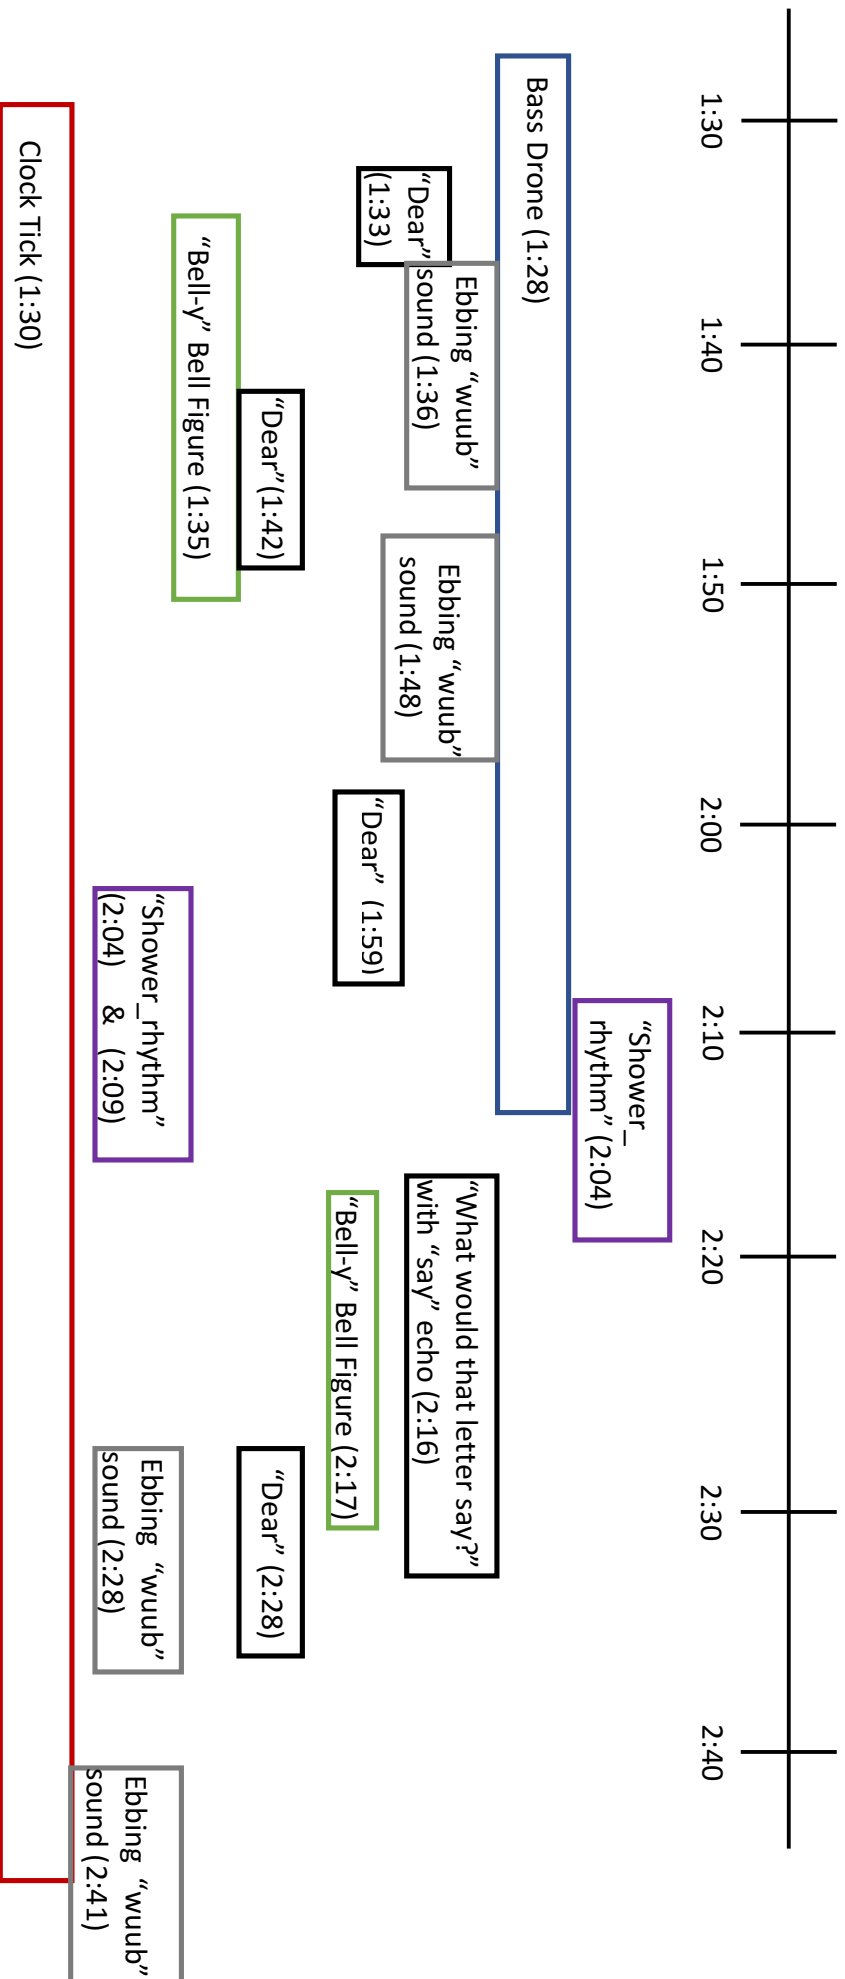 1:30
1:40
1:50
2:00
2:10
2:20
2:30
2:40
“Shower_
rhythm” (2:04)
Bass Drone (1:28)
Ebbing “wuub”
sound (1:36)
“Dear”
(1:33)
Ebbing “wuub”
sound (1:48)
“What would that letter say?”
with “say” echo (2:16)
“Dear” (1:59)
“Bell-y” Bell Figure (2:17)
“Dear”(1:42)
“Dear” (2:28)
“Bell-y” Bell Figure (1:35)
“Shower_rhythm”
(2:04) & (2:09)
Ebbing “wuub”
sound (2:28)
Ebbing “wuub”
sound (2:41)
Clock Tick (1:30)